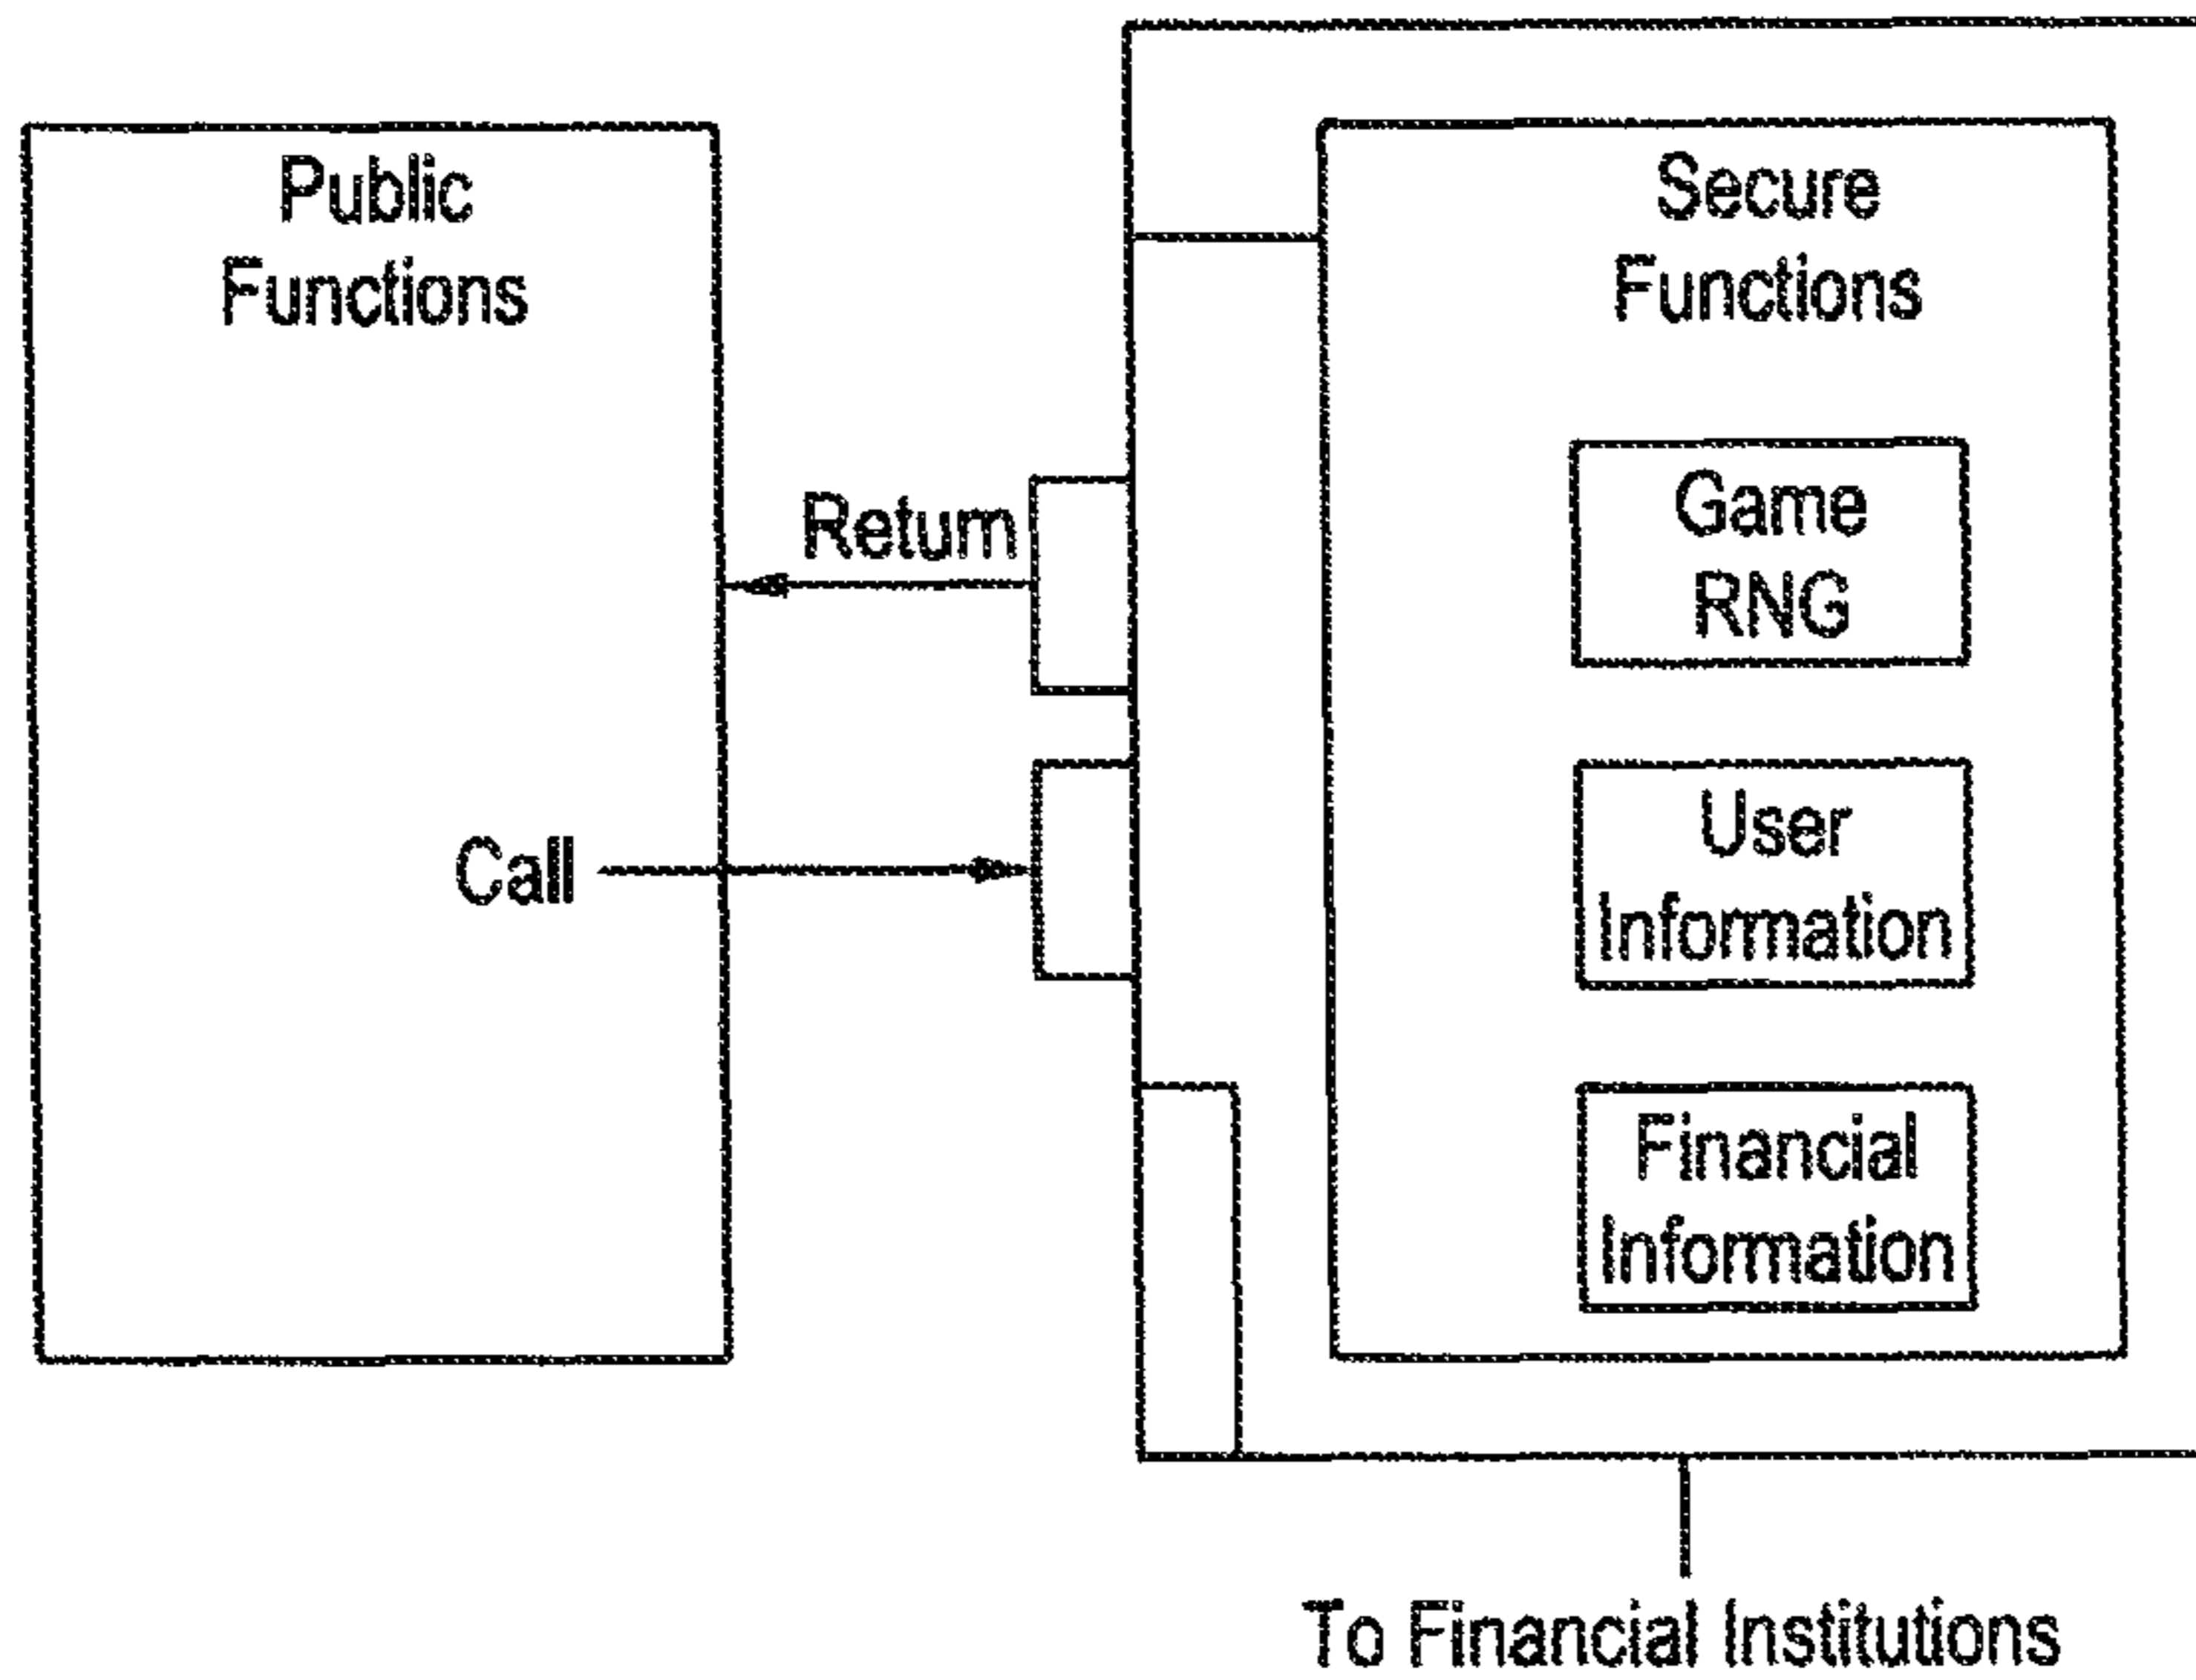 Public
Functions
Secure
Functions
Return
Game
RNG
Call
User
Information
Financial
Information
To Financial Institutions